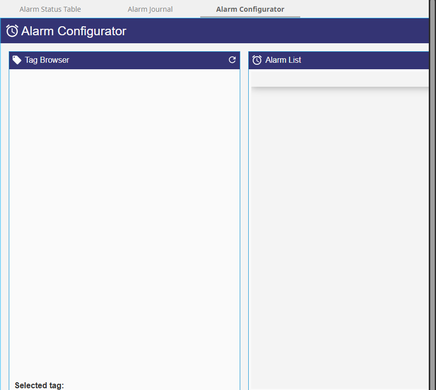 Alarm Status Table Alarm Journal Alarm Configurator
Alarm Configurator
Tag Browser
Alarm List
Selected tag: